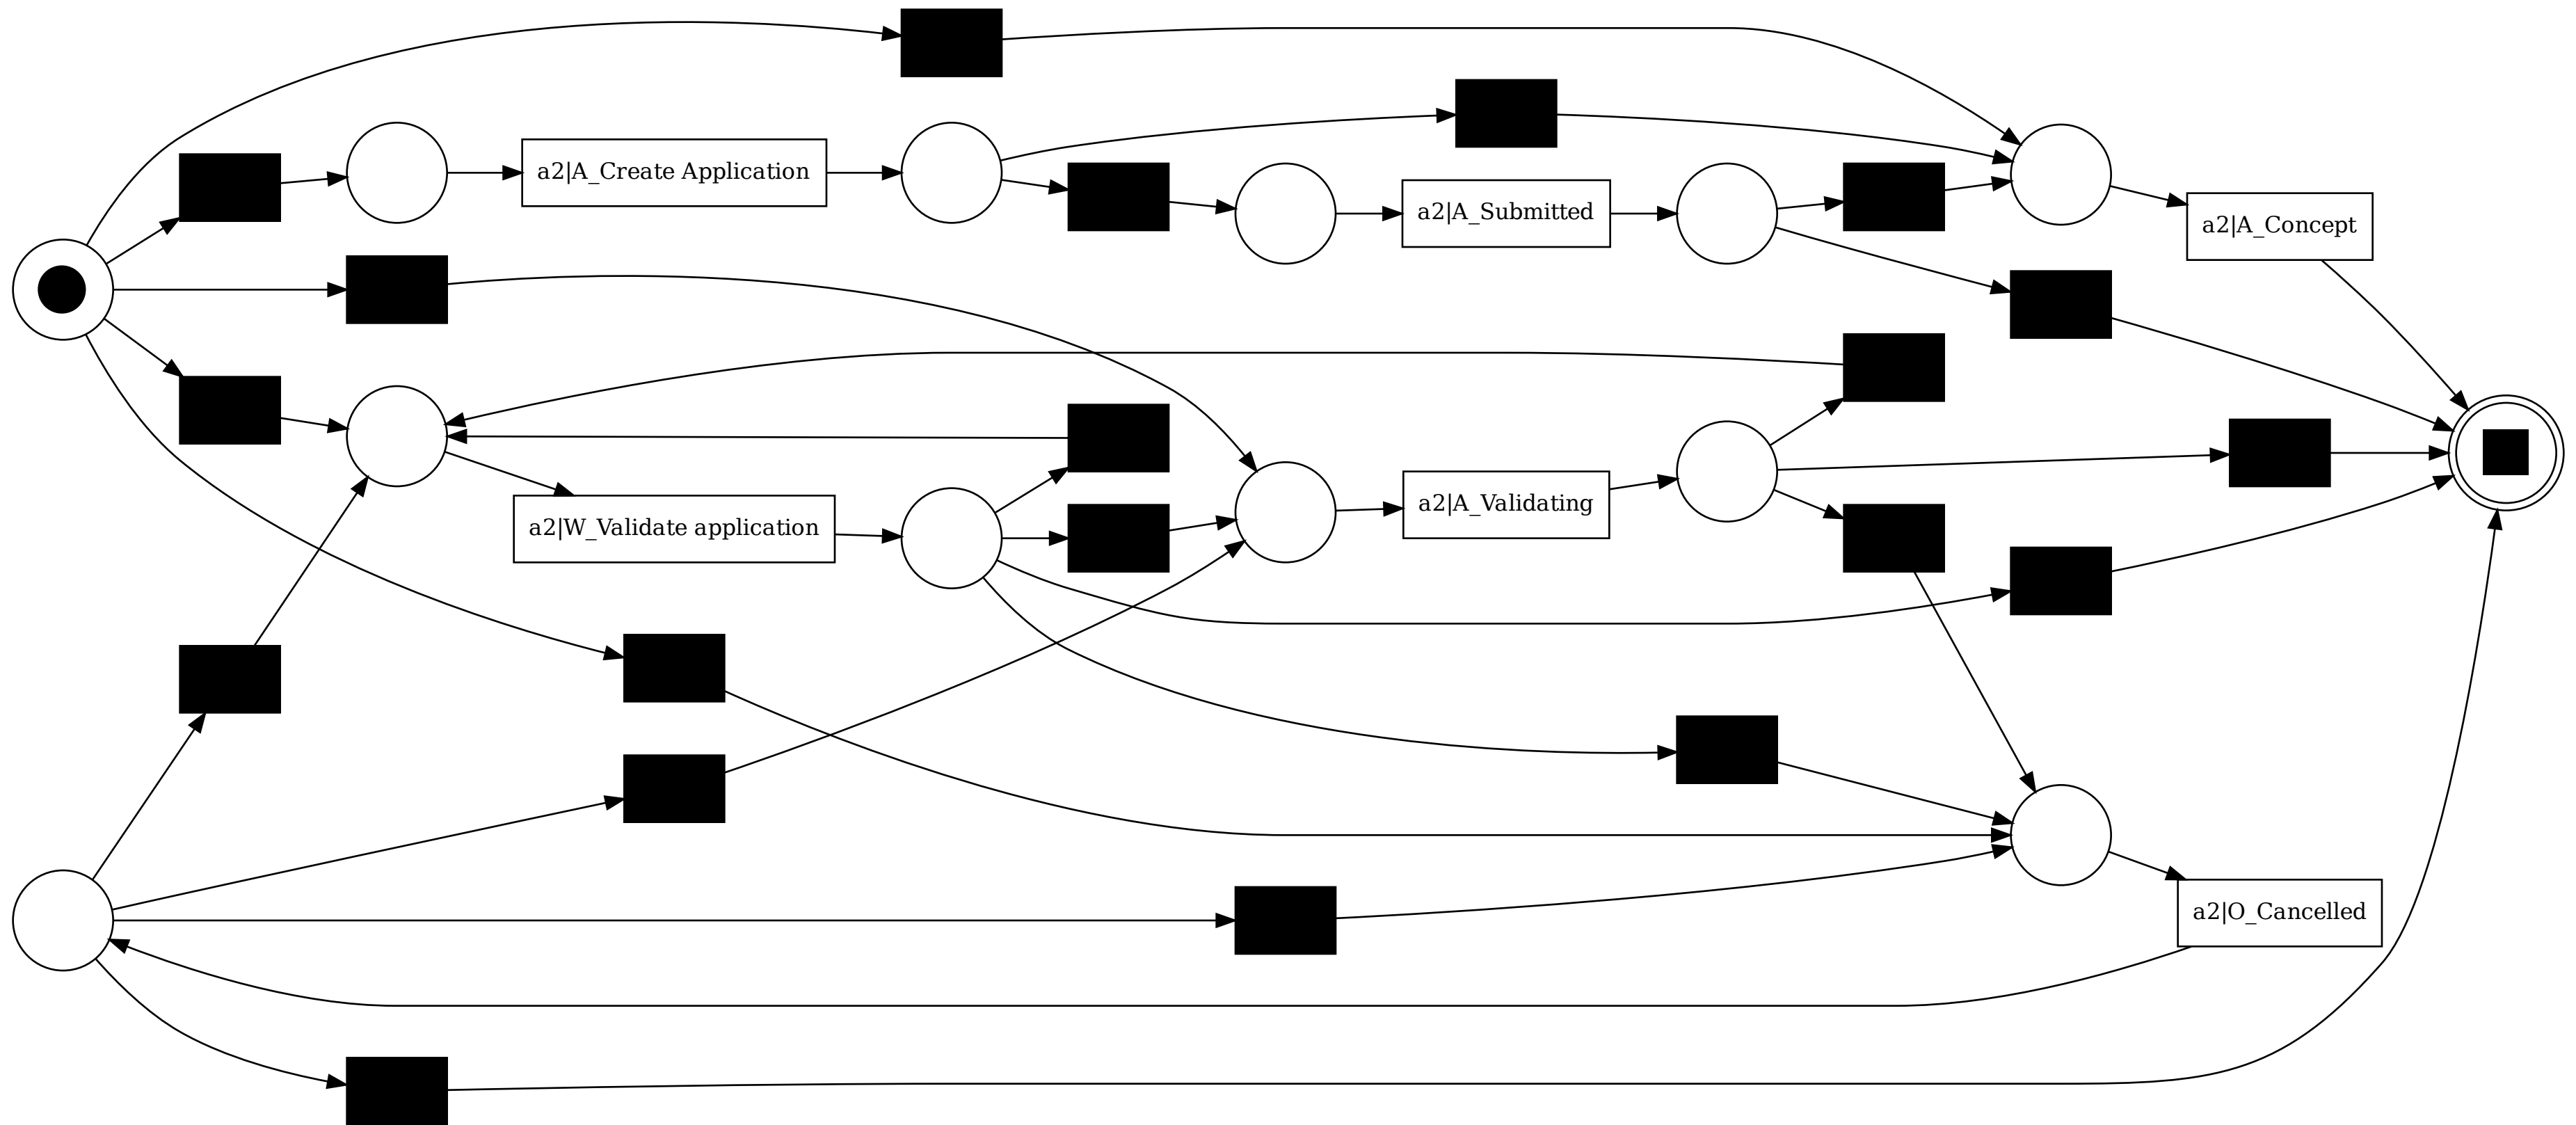 a2|A_Create Application
a2|A_Submitted
a2|A_Concept
a2|W_Validate application
a2|A_Validating
a2|O_Cancelled